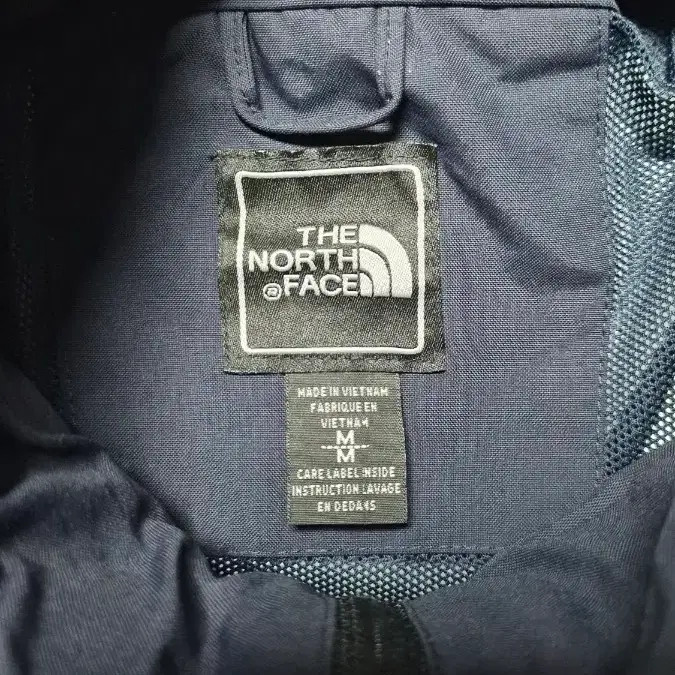 THE
NORTH
®FACE
MADE IN VIETNAM
FABRIQUE EN
VIETNAM
M
M
CARE LABEL INSIDE
INSTRUCTION LAVAGE
EN DEDANS